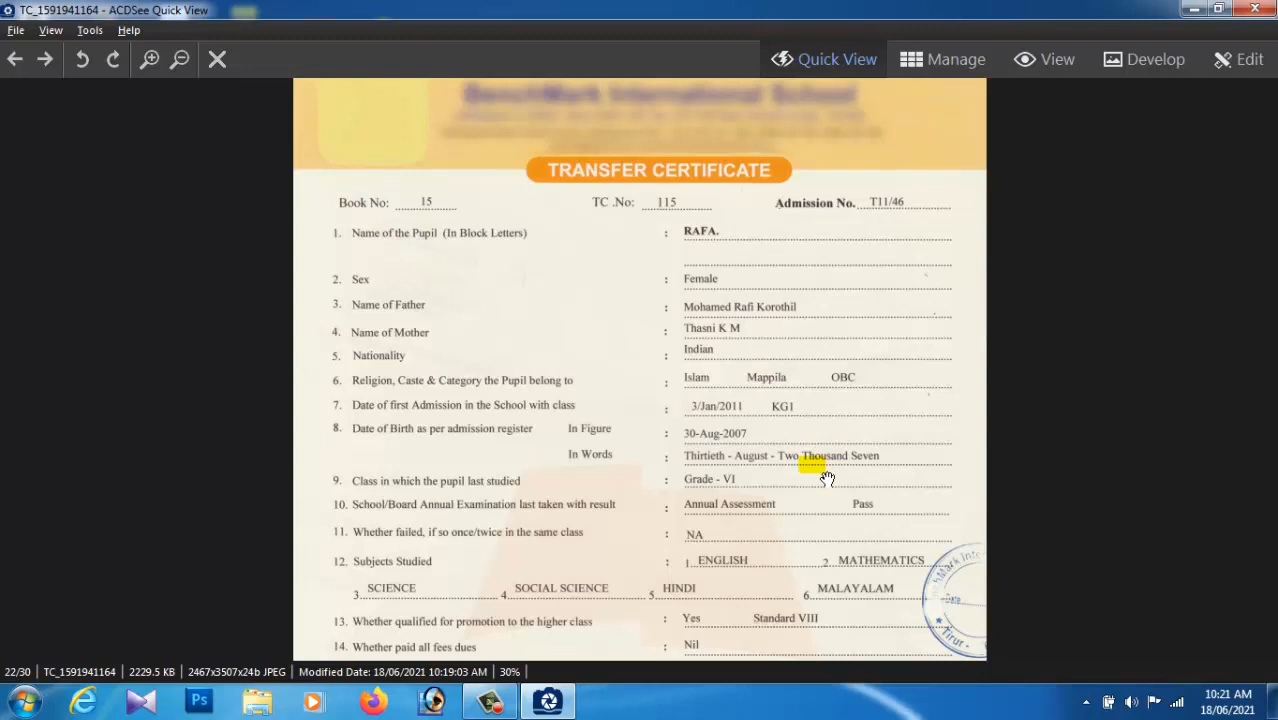 TC_1591941164 - ACDSee Quick View
File View Tools Help
Quick View Manage View Develop Edit
BenchMark International School
TRANSFER CERTIFICATE
Book No: 15 TC .No: 115 Admission No. T11/46
1. Name of the Pupil (In Block Letters) : RAFA.
2. Sex : Female
3. Name of Father : Mohamed Rafi Korothil
4. Name of Mother : Thasni K M
5. Nationality : Indian
6. Religion, Caste & Category the Pupil belong to : Islam Mappila OBC
7. Date of first Admission in the School with class : 3/Jan/2011 KG1
8. Date of Birth as per admission register In Figure : 30-Aug-2007
In Words : Thirtieth - August - Two Thousand Seven
9. Class in which the pupil last studied : Grade - VI
10. School/Board Annual Examination last taken with result : Annual Assessment Pass
11. Whether failed, if so once/twice in the same class : NA
12. Subjects Studied : 1. ENGLISH 2. MATHEMATICS
3. SCIENCE 4. SOCIAL SCIENCE 5. HINDI 6. MALAYALAM
13. Whether qualified for promotion to the higher class : Yes Standard VIII
14. Whether paid all fees dues : Nil
Tirur -
22/30 TC_1591941164 2229.5 KB 2467x3507x24b JPEG Modified Date: 18/06/2021 10:19:03 AM 30%
Ps
10:21 AM
18/06/2021